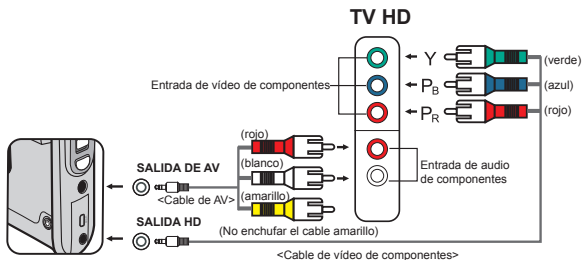 TV HD
Y
(verde)
Entrada de vídeo de componentes
PB
(azul)
PR
(rojo)
(rojo)
SALIDA DE AV
(blanco)
Entrada de audio
de componentes
<Cable de AV>
(amarillo)
SALIDA HD
(No enchufar el cable amarillo)
<Cable de vídeo de componentes>